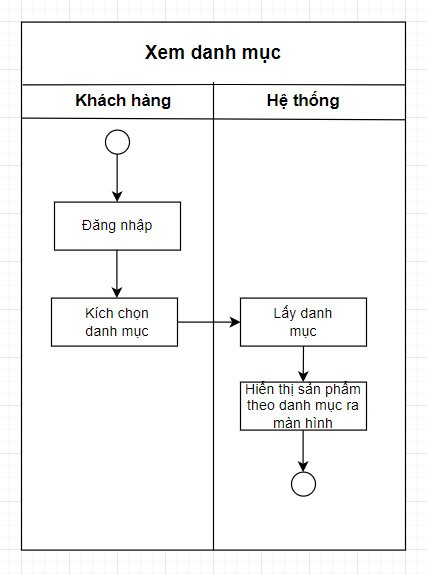 Xem danh mục
Khách hàng
Hệ thống
Đăng nhập
Kích chọn
danh mục
Lấy danh
mục
Hiển thị sản phẩm
theo danh mục ra
màn hình